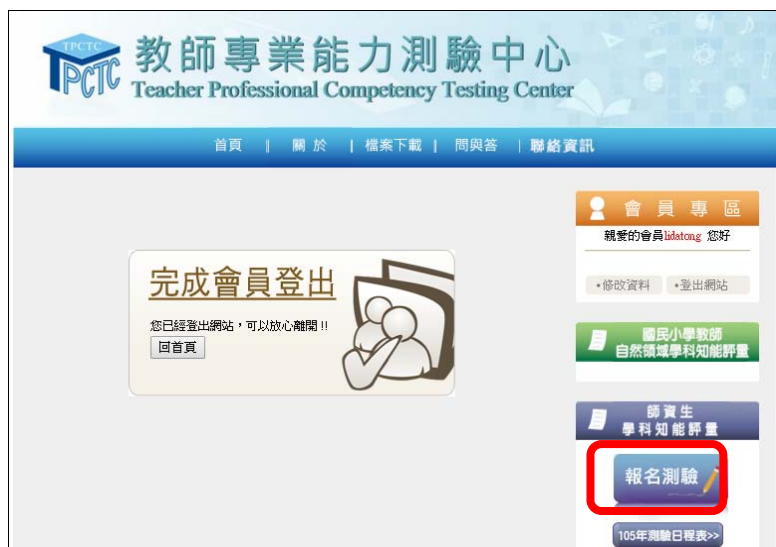 TPCTC
TPCTC
教師專業能力測驗中心
Teacher Professional Competency Testing Center
首頁 | 關於 | 檔案下載 | 問與答 | 聯絡資訊
會員專區
親愛的會員lidatong 您好
•修改資料 •登出網站
完成會員登出
您已經登出網站，可以放心離開 !!
回首頁
國民小學教師
自然領域學科知能評量
師資生
學科知能評量
報名測驗
105年測驗日程表>>